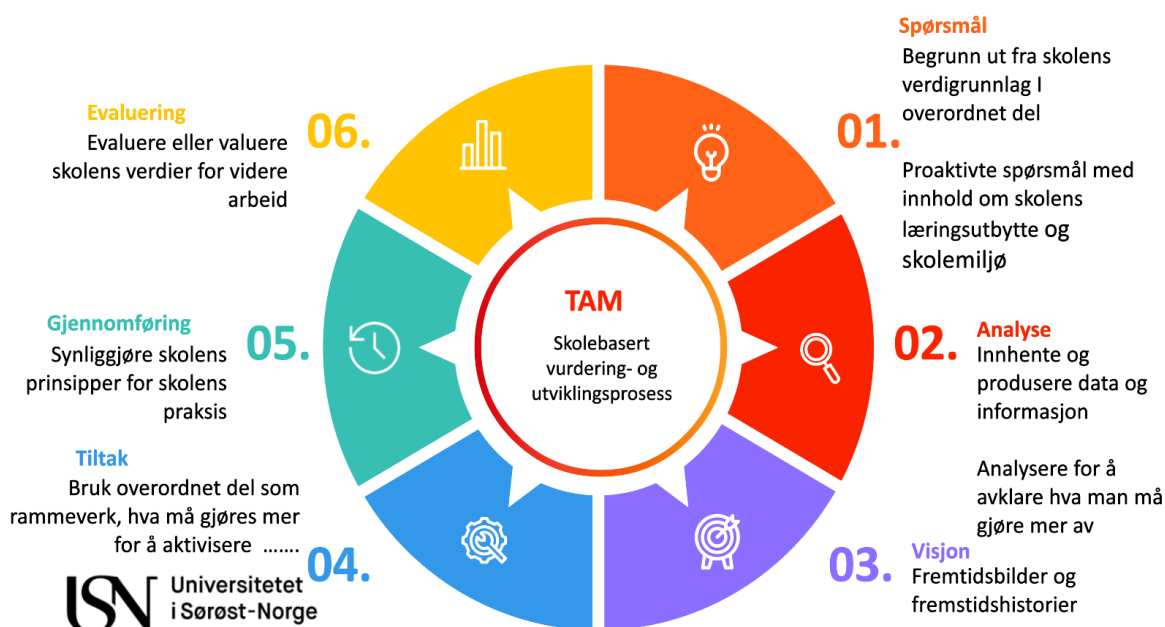 Spørsmål
Begrunn ut fra skolens
verdigrunnlag I
overordnet del
01.
Proaktivte spørsmål med
innhold om skolens
læringsutbytte og
skolemiljø
02.
Analyse
Innhente og
produsere data og
informasjon
Analysere for å
avklare hva man må
gjøre mer av
03.
Visjon
Fremtidsbilder og
fremstidshistorier
Tiltak
Bruk overordnet del som
rammeverk, hva må gjøres mer
for å aktivisere .......
04.
Gjennomføring
05.
Synliggjøre skolens
prinsipper for skolens
praksis
Evaluering
06.
Evaluere eller valuere
skolens verdier for videre
arbeid
TAM
Skolebasert
vurdering- og
utviklingsprosess
USN
Universitetet
i Sørøst-Norge